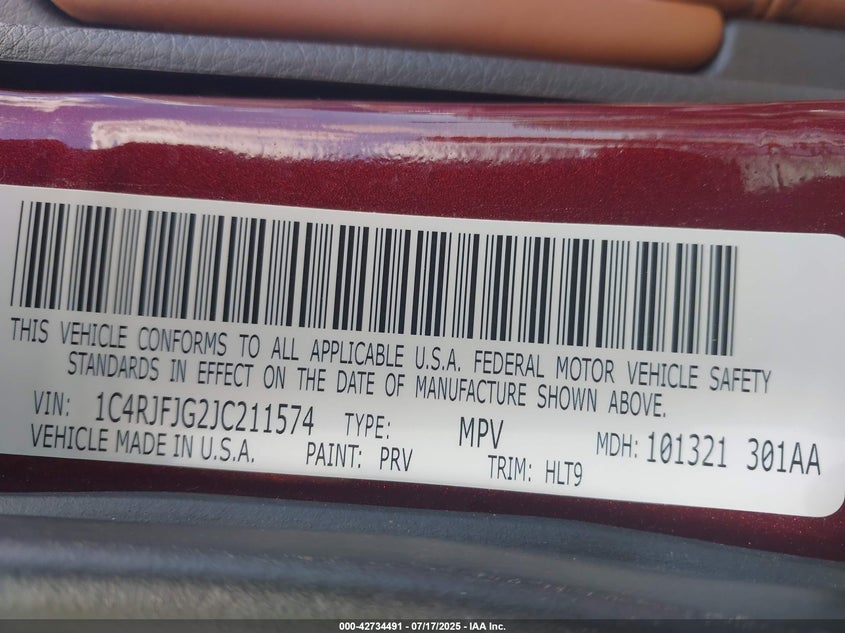 THIS VEHICLE CONFORMS TO ALL APPLICABLE U.S.A. FEDERAL MOTOR VEHICLE SAFETY
STANDARDS IN EFFECT ON THE DATE OF MANUFACTURE SHOWN ABOVE.
VIN: 1C4RJFJG2JC211574 TYPE: MPV MDH: 101321 301AA
VEHICLE MADE IN U.S.A. PAINT: PRV TRIM: HLT9
000-42734491 - 07/17/2025 - IAA Inc.